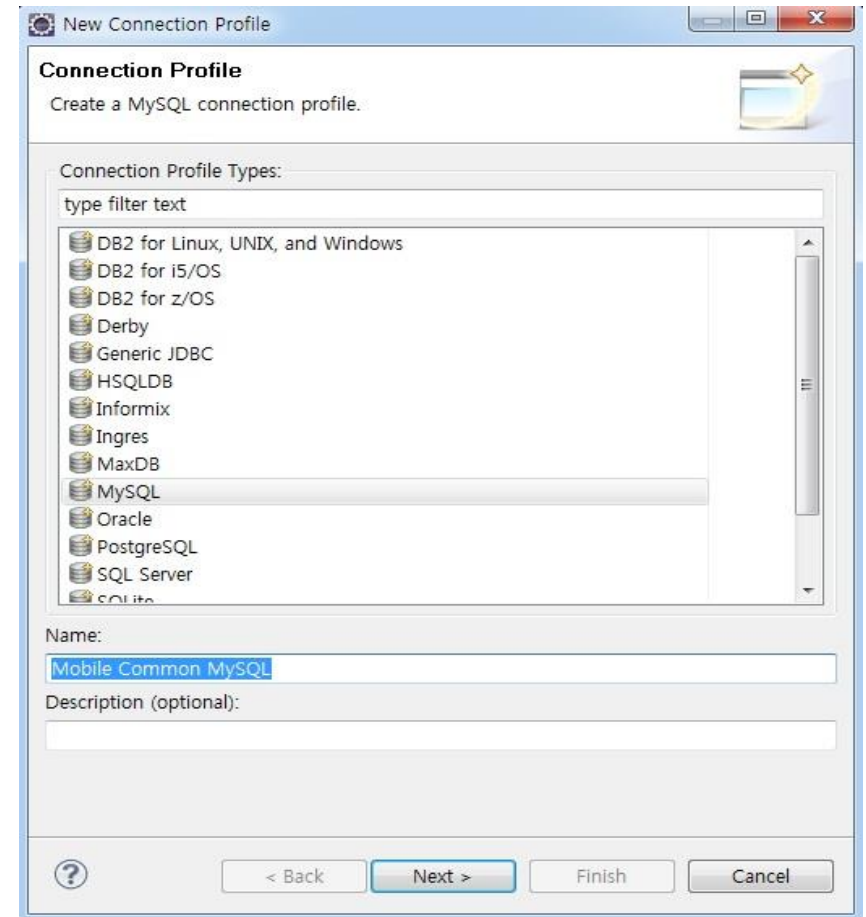 New Connection Profile
Connection Profile
Create a MySQL connection profile.
Connection Profile Types:
type filter text
DB2 for Linux, UNIX, and Windows
DB2 for i5/OS
DB2 for z/OS
Derby
Generic JDBC
HSQLDB
Informix
Ingres
MaxDB
MySQL
Oracle
PostgreSQL
SQL Server
SQLite
Name:
Mobile Common MySQL
Description (optional):
?
< Back
Next >
Finish
Cancel